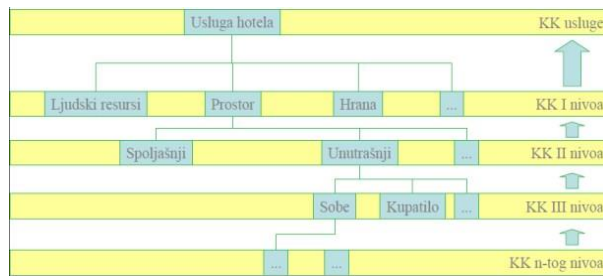 Usluga hotela KK usluge
Ljudski resursi Prostor Hrana ... KK I nivoa
Spoljašnji Unutrašnji ... KK II nivoa
Sobe Kupatilo ... KK III nivoa
... ... KK n-tog nivoa